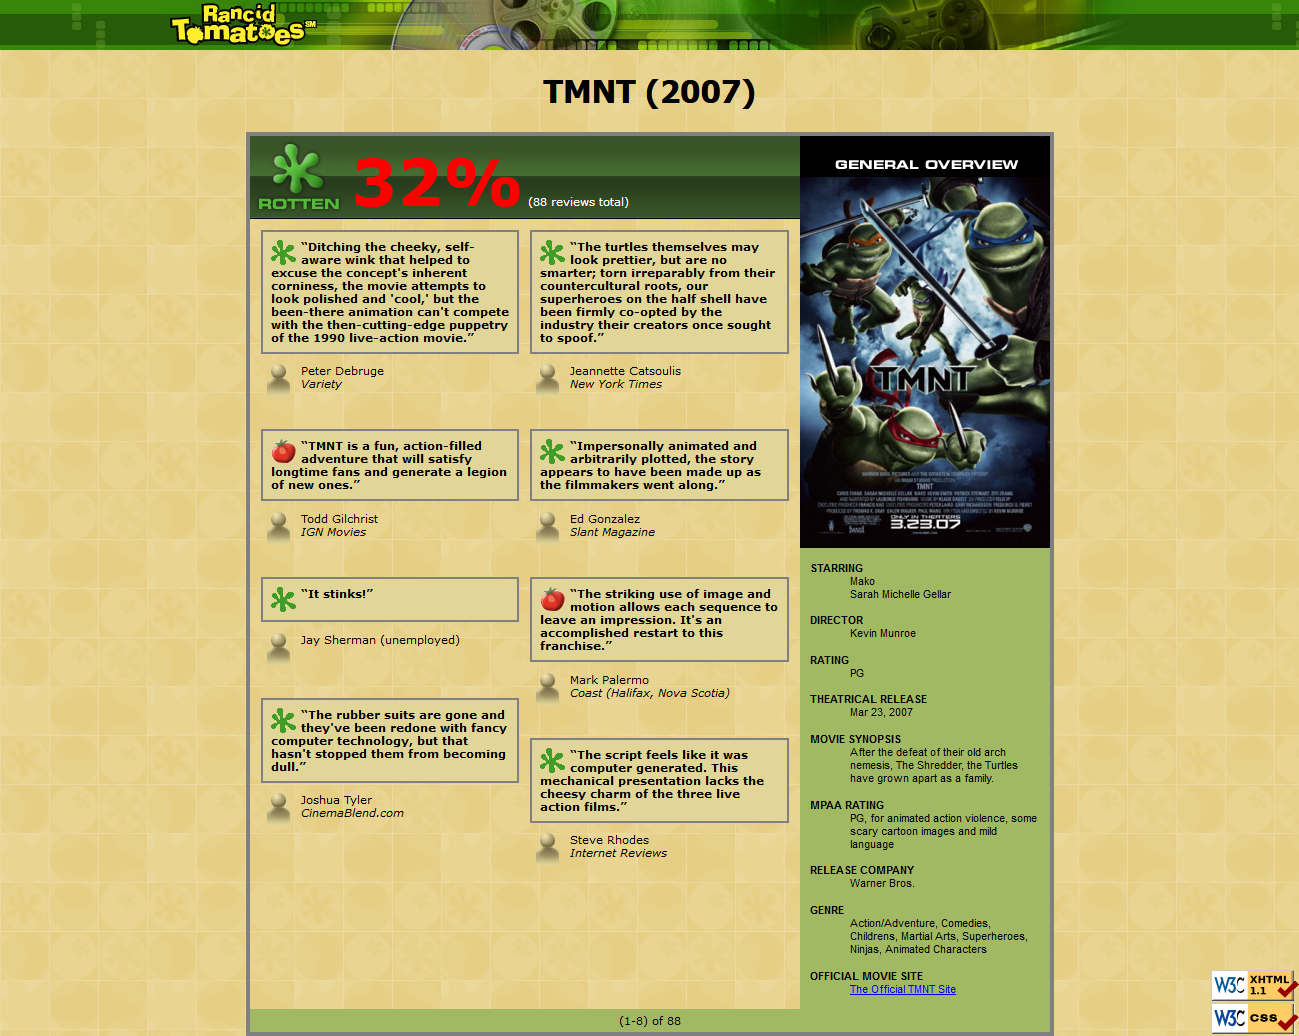 Rancid
Tomatoes℠
TMNT (2007)
ROTTEN
32%
(88 reviews total)
“Ditching the cheeky, self-
aware wink that helped to
excuse the concept's inherent
corniness, the movie attempts to
look polished and 'cool,' but the
been-there animation can't compete
with the then-cutting-edge puppetry
of the 1990 live-action movie.”
Peter Debruge
Variety
“TMNT is a fun, action-filled
adventure that will satisfy
longtime fans and generate a legion
of new ones.”
Todd Gilchrist
IGN Movies
“It stinks!”
Jay Sherman (unemployed)
“The rubber suits are gone and
they've been redone with fancy
computer technology, but that
hasn't stopped them from becoming
dull.”
Joshua Tyler
CinemaBlend.com
“The turtles themselves may
look prettier, but are no
smarter; torn irreparably from their
countercultural roots, our
superheroes on the half shell have
been firmly co-opted by the
industry their creators once sought
to spoof.”
Jeannette Catsoulis
New York Times
“Impersonally animated and
arbitrarily plotted, the story
appears to have been made up as
the filmmakers went along.”
Ed Gonzalez
Slant Magazine
“The striking use of image and
motion allows each sequence to
leave an impression. It's an
accomplished restart to this
franchise.”
Mark Palermo
Coast (Halifax, Nova Scotia)
“The script feels like it was
computer generated. This
mechanical presentation lacks the
cheesy charm of the three live
action films.”
Steve Rhodes
Internet Reviews
GENERAL OVERVIEW
TMNT
TMNT
ONLY IN THEATERS
3.23.07
STARRING
Mako
Sarah Michelle Gellar
DIRECTOR
Kevin Munroe
RATING
PG
THEATRICAL RELEASE
Mar 23, 2007
MOVIE SYNOPSIS
After the defeat of their old arch
nemesis, The Shredder, the Turtles
have grown apart as a family.
MPAA RATING
PG, for animated action violence, some
scary cartoon images and mild
language
RELEASE COMPANY
Warner Bros.
GENRE
Action/Adventure, Comedies,
Childrens, Martial Arts, Superheroes,
Ninjas, Animated Characters
OFFICIAL MOVIE SITE
The Official TMNT Site
(1-8) of 88
W3C XHTML
1.1
W3C CSS